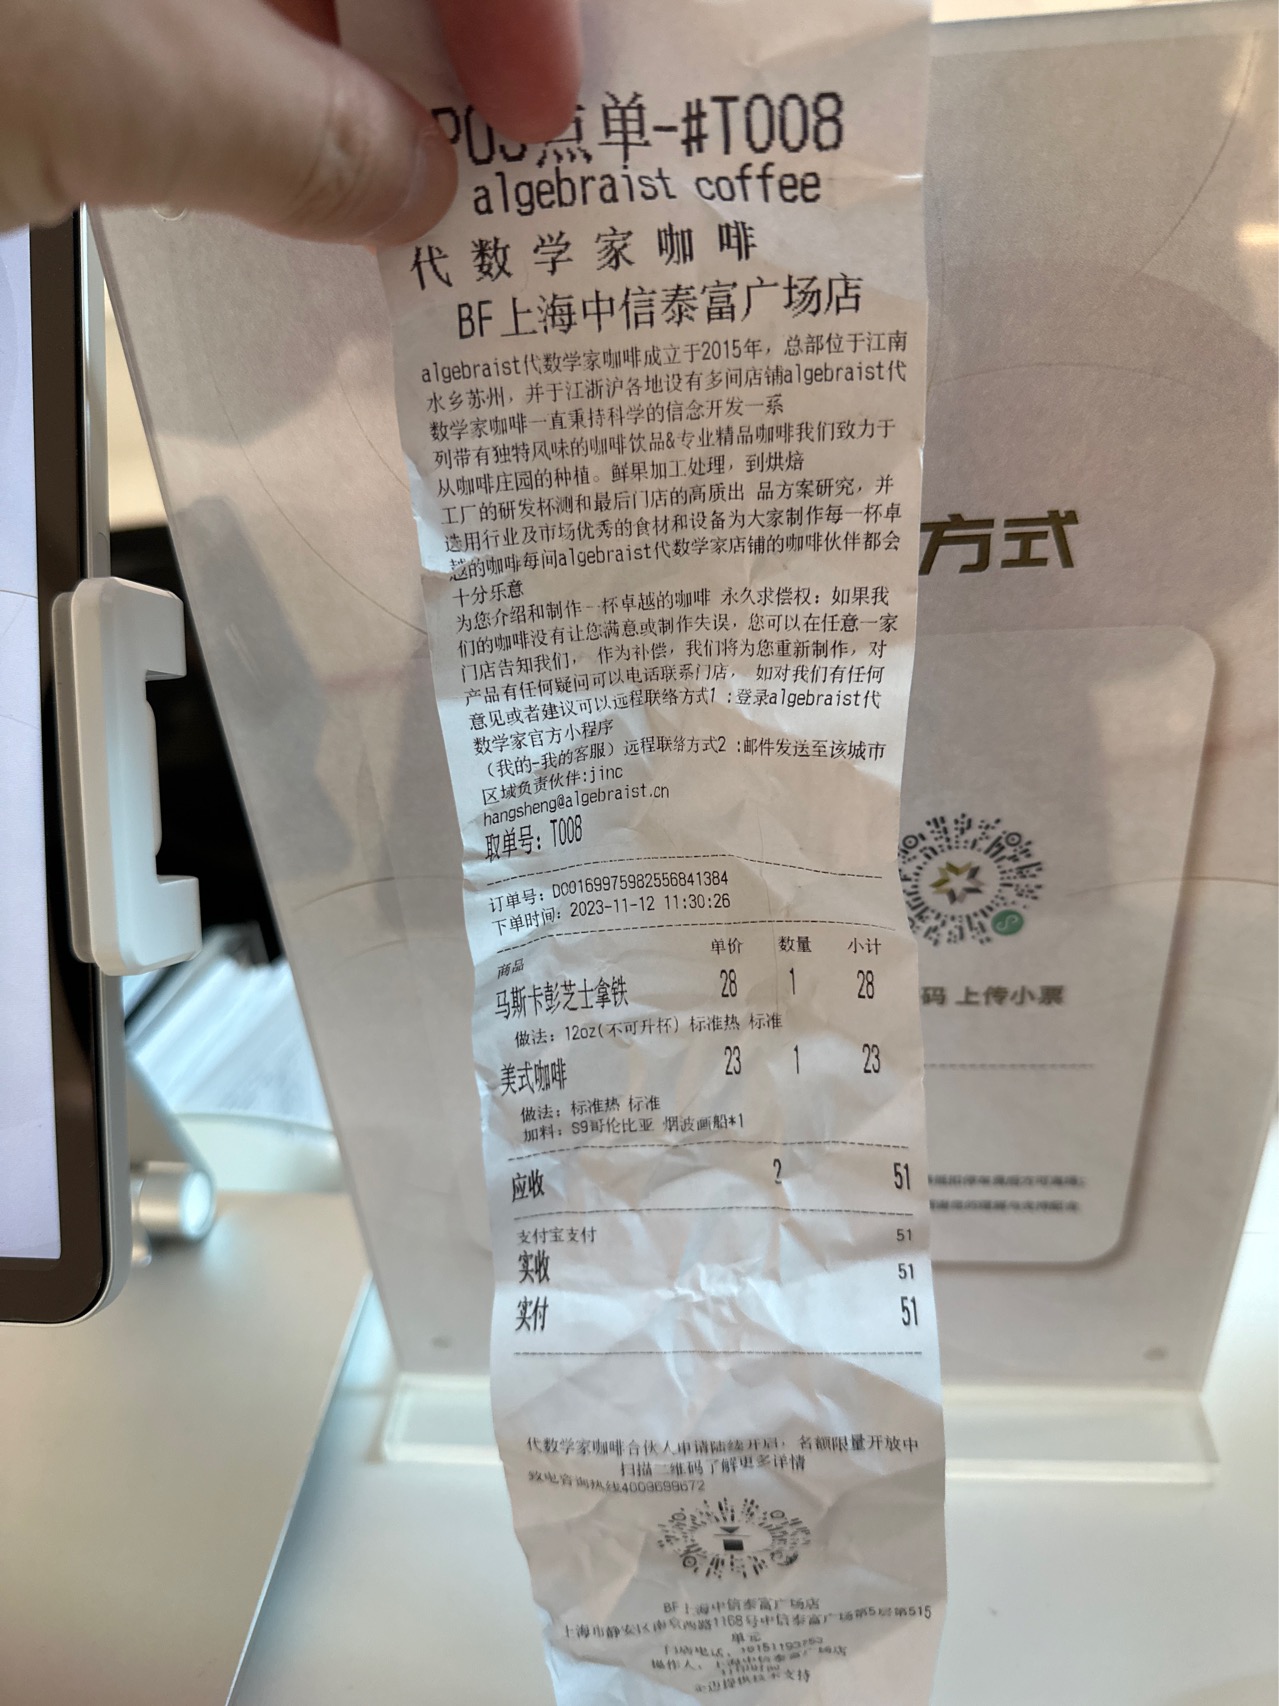 点单-#T008
algebraist coffee
代数学家咖啡
BF上海中信泰富广场店
algebraist代数学家咖啡成立于2015年，总部位于江南
水乡苏州，并于江浙沪各地设有多间店铺algebraist代
数学家咖啡一直秉持科学的信念开发一系
列带有独特风味的咖啡饮品&专业精品咖啡我们致力于
从咖啡庄园的种植。鲜果加工处理，到烘焙
工厂的研发杯测和最后门店的高质出 品方案研究，并
选用行业及市场优秀的食材和设备为大家制作每一杯卓
越的咖啡每间algebraist代数学家店铺的咖啡伙伴都会
十分乐意
为您介绍和制作一杯卓越的咖啡 永久求偿权：如果我
们的咖啡没有让您满意或制作失误，您可以在任意一家
门店告知我们， 作为补偿，我们将为您重新制作，对
产品有任何疑问可以电话联系门店， 如对我们有任何
意见或者建议可以远程联络方式1 :登录algebraist代
数学家官方小程序
（我的-我的客服）远程联络方式2 :邮件发送至该城市
区域负责伙伴:jinc
hangsheng@algebraist.cn
取单号：T008
订单号：DC01699759825568413​84
下单时间：2023-11-12 11:30:26
商品 单价 数量 小计
马斯卡彭芝士拿铁 28 1 28
做法：12oz(不可升杯) 标准热 标准
美式咖啡 23 1 23
做法：标准热 标准
加料：S9哥伦比亚 烟波画船*1
应收 2 51
支付宝支付 51
实收 51
实付 51
代数学家咖啡合伙人申请陆续开启，名额限量开放中
扫描二维码了解更多详情
致电咨询热线4009699672
BF上海中信泰富广场店
上海市静安区南京西路1168号中信泰富广场第5层第515
单元
门店电话：
操作人：上海中信泰富广场店
打印时间
提供技术支持
方式
码 上传小票